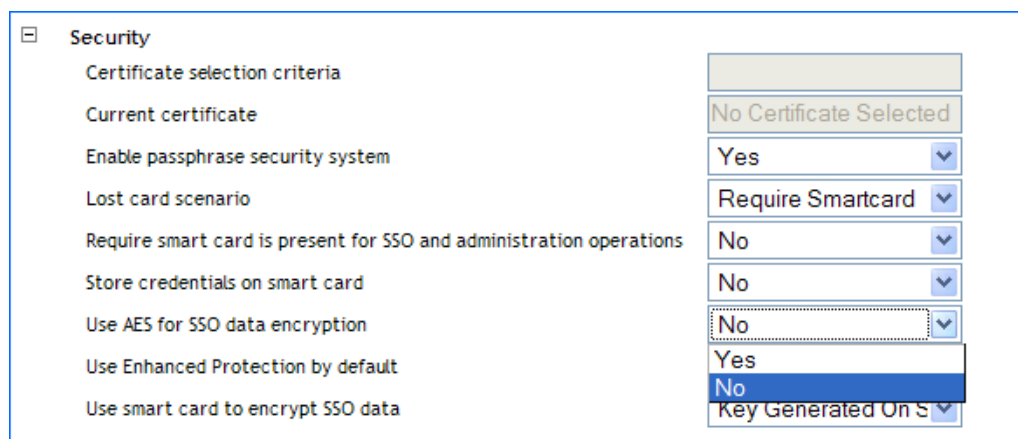 Security
Certificate selection criteria
Current certificate No Certificate Selected
Enable passphrase security system Yes
Lost card scenario Require Smartcard
Require smart card is present for SSO and administration operations No
Store credentials on smart card No
Use AES for SSO data encryption No
Yes
Use Enhanced Protection by default
No
Use smart card to encrypt SSO data Key Generated On S